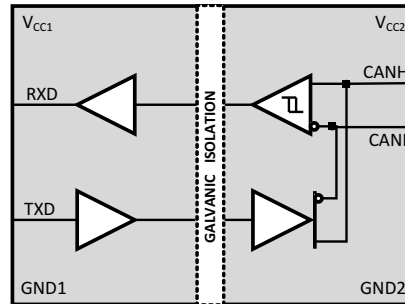 VCC1
VCC2
CANH
RXD
GALVANIC ISOLATION
CANL
TXD
GND1
GND2